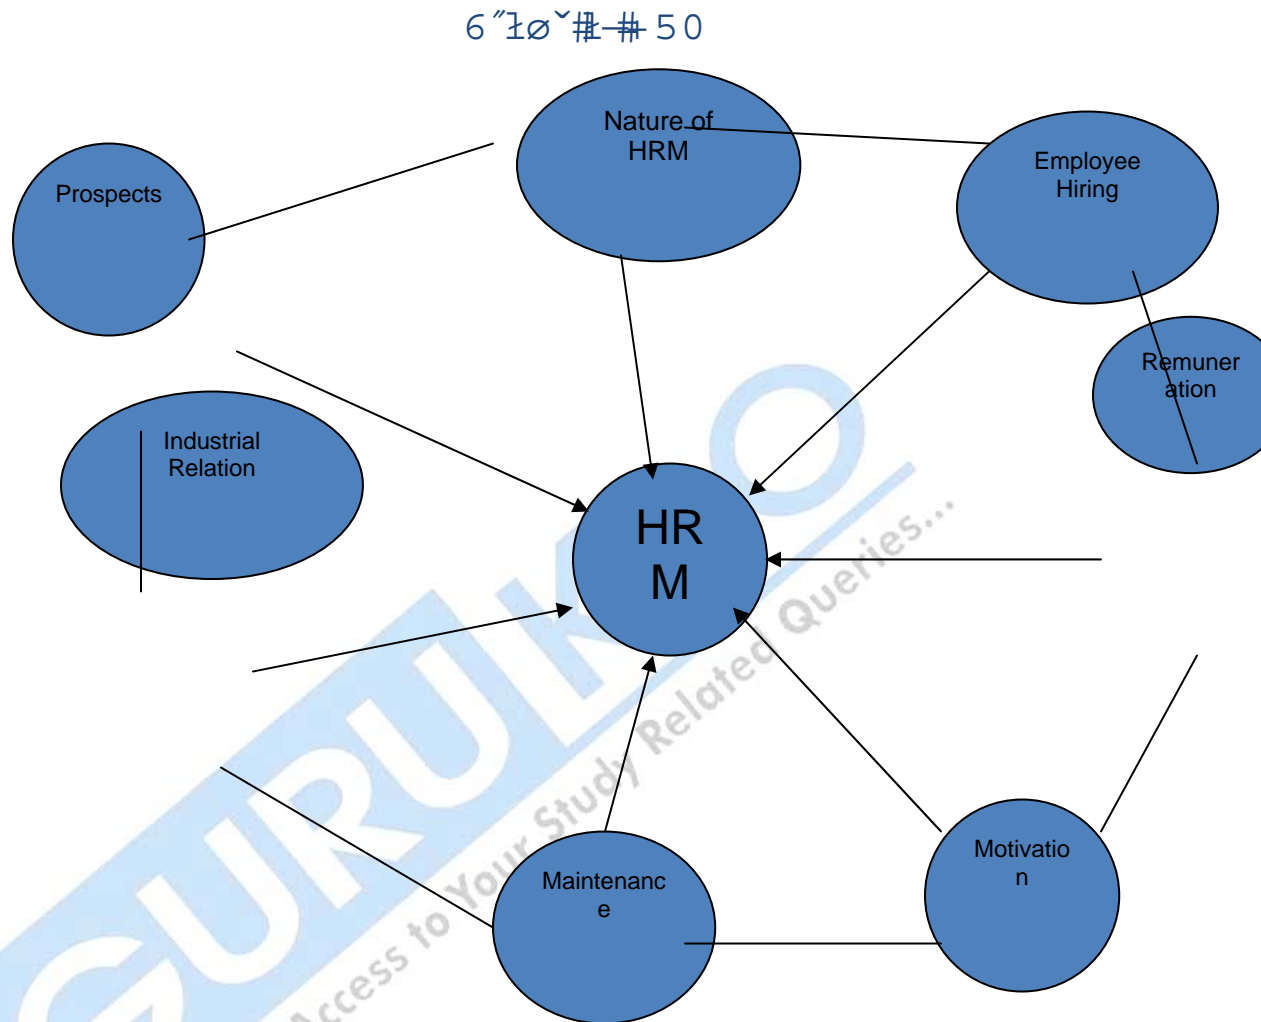 Nature of
HRM
Employee
Hiring
Prospects
Remuner
ation
Industrial
Relation
HR
M
Motivatio
n
Maintenanc
e
GURUK
Access to Your Study Related Queries...